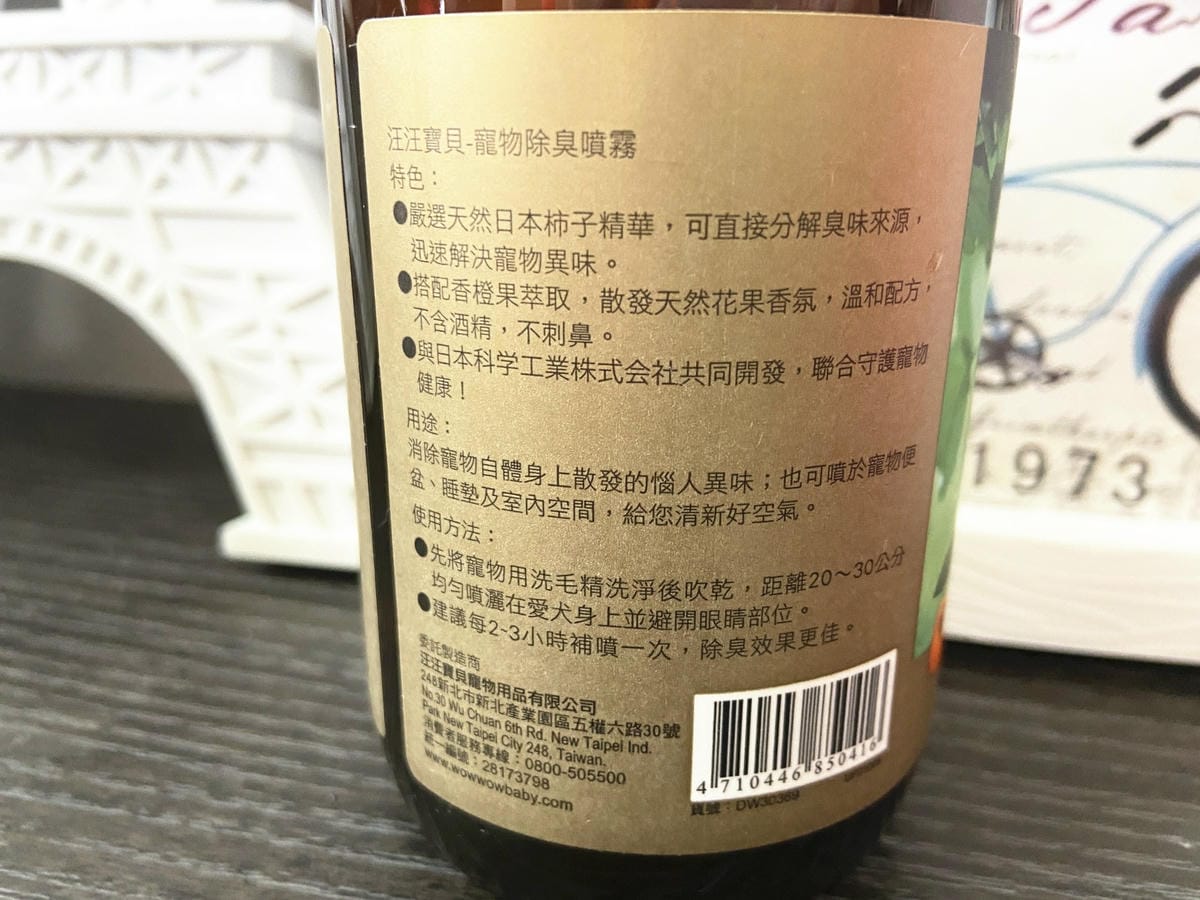 汪汪寶貝-寵物除臭噴霧
特色：
●嚴選天然日本柿子精華，可直接分解臭味來源，
迅速解決寵物異味。
●搭配香橙果萃取，散發天然花果香氛，溫和配方，
不含酒精，不刺鼻。
●與日本科学工業株式会社共同開發，聯合守護寵物
健康！
用途：
消除寵物自體身上散發的惱人異味；也可噴於寵物便
盆、睡墊及室內空間，給您清新好空氣。
使用方法：
●先將寵物用洗毛精洗淨後吹乾，距離20～30公分
均勻噴灑在愛犬身上並避開眼睛部位。
●建議每2~3小時補噴一次，除臭效果更佳。
委託製造商
汪汪寶貝寵物用品有限公司
248新北市新北產業園區五權六路30號
No.30 Wu Chuan 6th Rd. New Taipei Ind.
Park New Taipei City 248, Taiwan.
消費者服務專線：0800-505500
統一編號：28173798
www.wowwowbaby.com
4 710446 850416
貨號：DW30369
1973